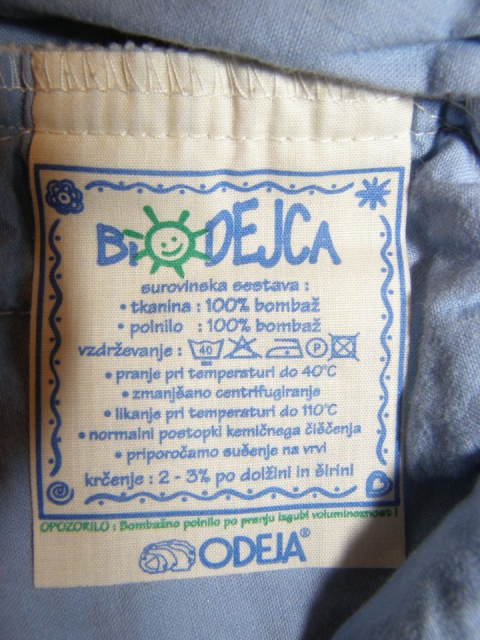 BiODEJCA
surovinska sestava :
• tkanina : 100% bombaž
• polnilo : 100% bombaž
vzdrževanje : 40 P
• pranje pri temperaturi do 40°C
• zmanjšano centrifugiranje
• likanje pri temperaturi do 110°C
• normalni postopki kemičnega čiščenja
• priporočamo sušenje na vrvi
krčenje : 2 - 3% po dolžini in širini
OPOZORILO : Bombažno polnilo po pranju izgubi voluminoznost !
ODEJA®